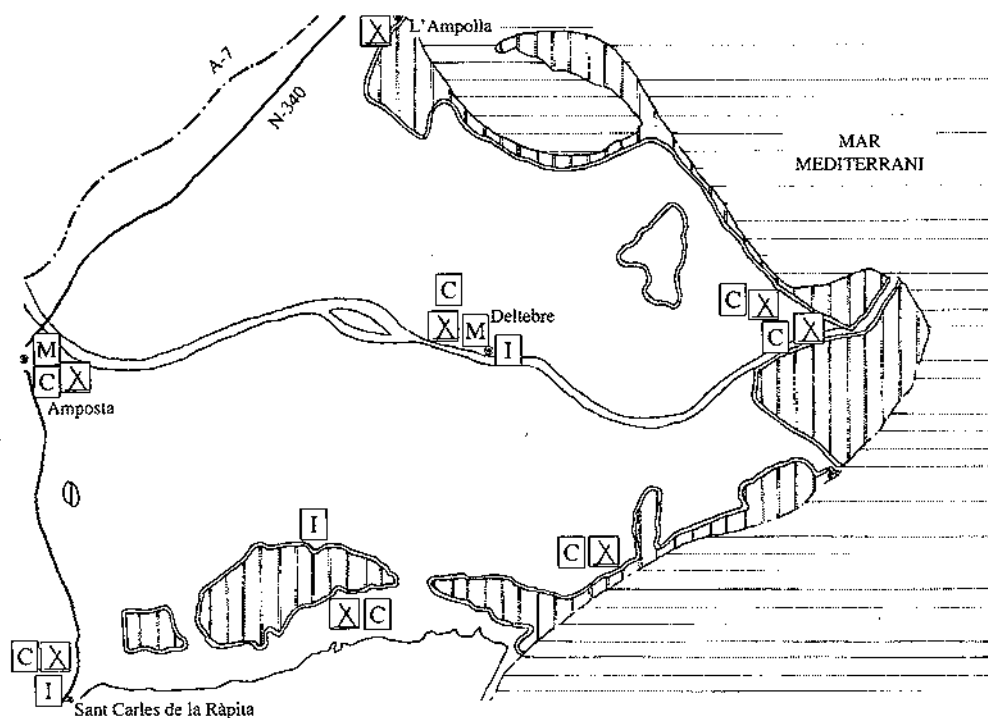 L'Ampolla
A-7
N-340
MAR
MEDITERRANI
C
C
C
M
Deltebre
I
M
C
Amposta
I
C
C
C
I
Sant Carles de la Ràpita